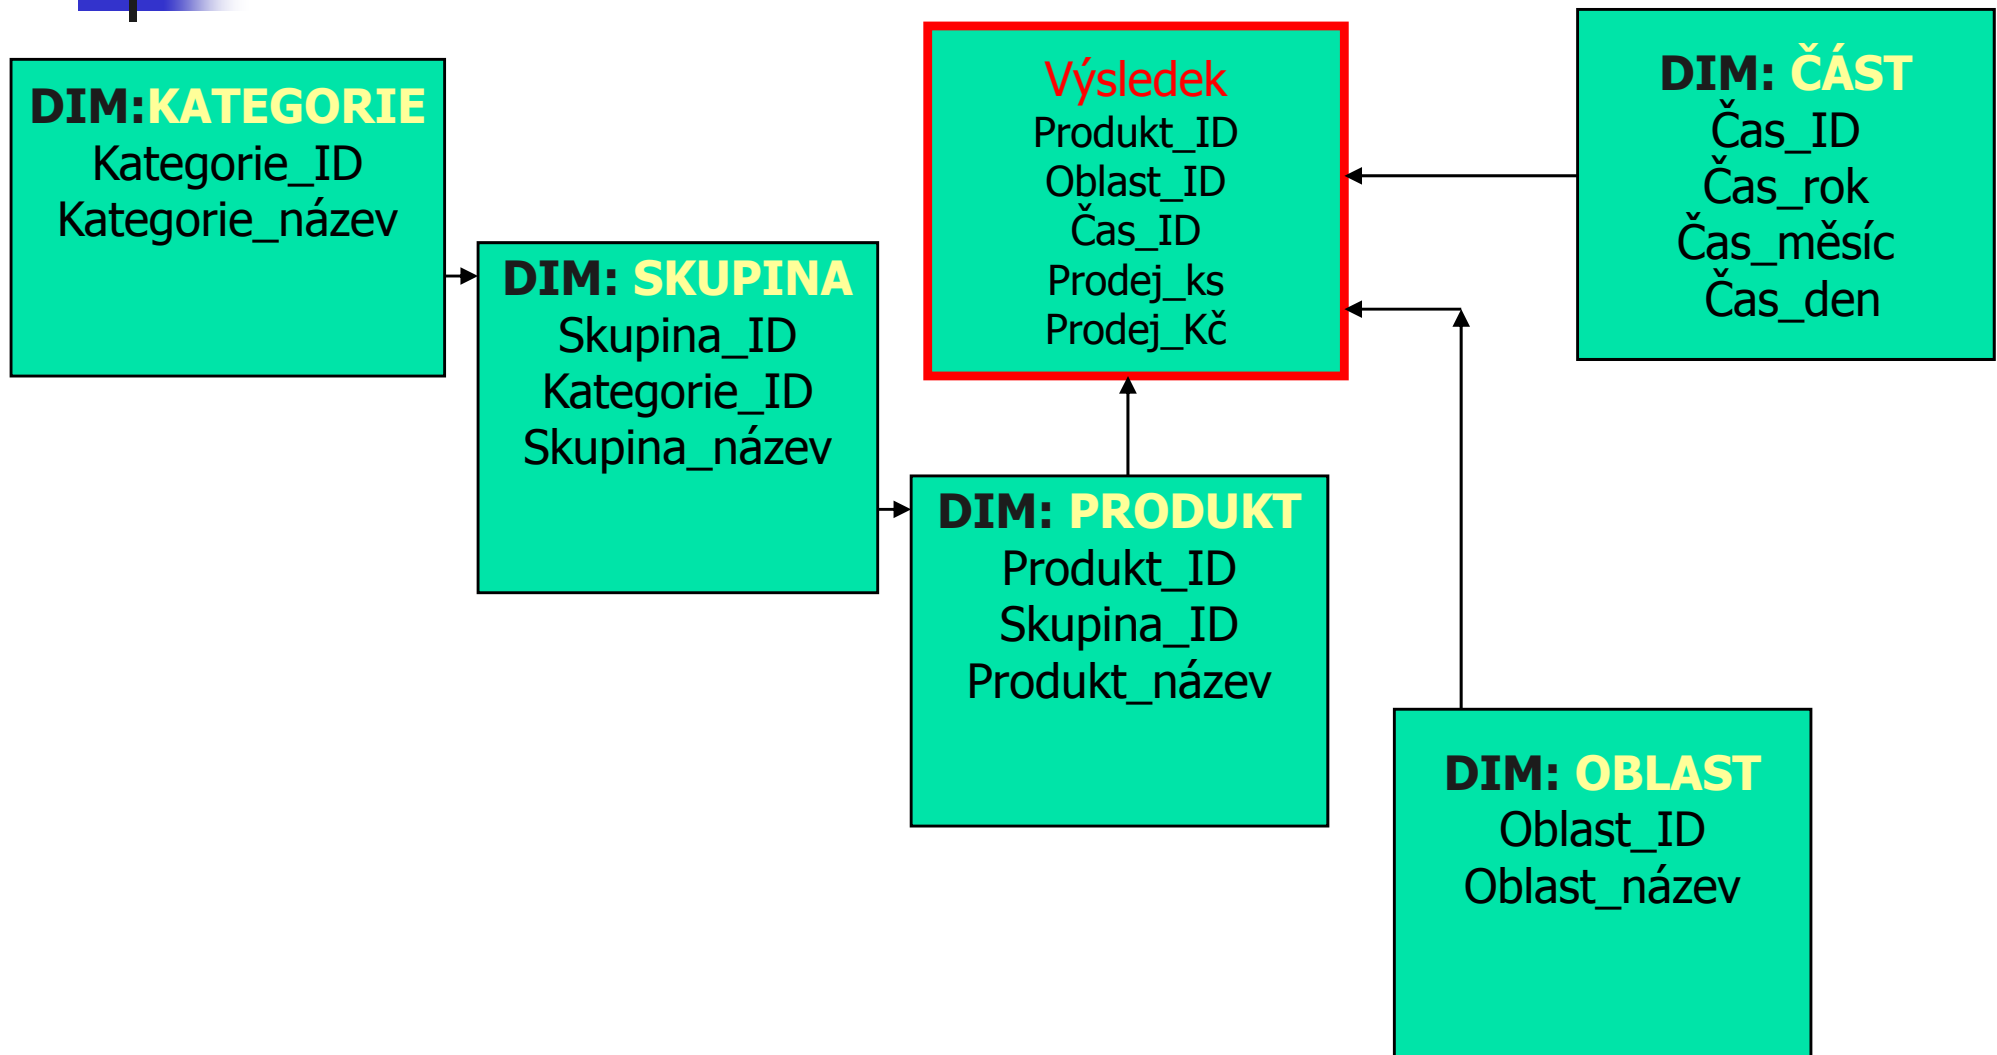 DIM:KATEGORIE
Kategorie_ID
Kategorie_název
DIM: SKUPINA
Skupina_ID
Kategorie_ID
Skupina_název
Výsledek
Produkt_ID
Oblast_ID
Čas_ID
Prodej_ks
Prodej_Kč
DIM: PRODUKT
Produkt_ID
Skupina_ID
Produkt_název
DIM: ČÁST
Čas_ID
Čas_rok
Čas_měsíc
Čas_den
DIM: OBLAST
Oblast_ID
Oblast_název